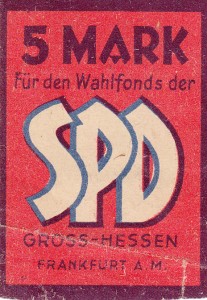 5 MARK
Für den Wahlfonds der
SPD
GROSS-HESSEN
FRANKFURT A.M.